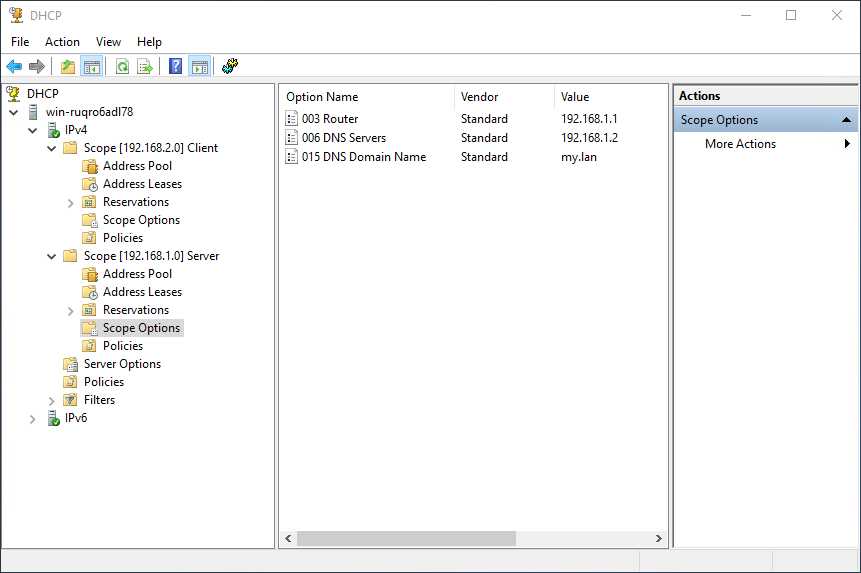 DHCP
File Action View Help
DHCP
win-ruqro6adl78
IPv4
Scope [192.168.2.0] Client
Address Pool
Address Leases
Reservations
Scope Options
Policies
Scope [192.168.1.0] Server
Address Pool
Address Leases
Reservations
Scope Options
Policies
Server Options
Policies
Filters
IPv6
Option Name Vendor Value
003 Router Standard 192.168.1.1
006 DNS Servers Standard 192.168.1.2
015 DNS Domain Name Standard my.lan
Actions
Scope Options
More Actions